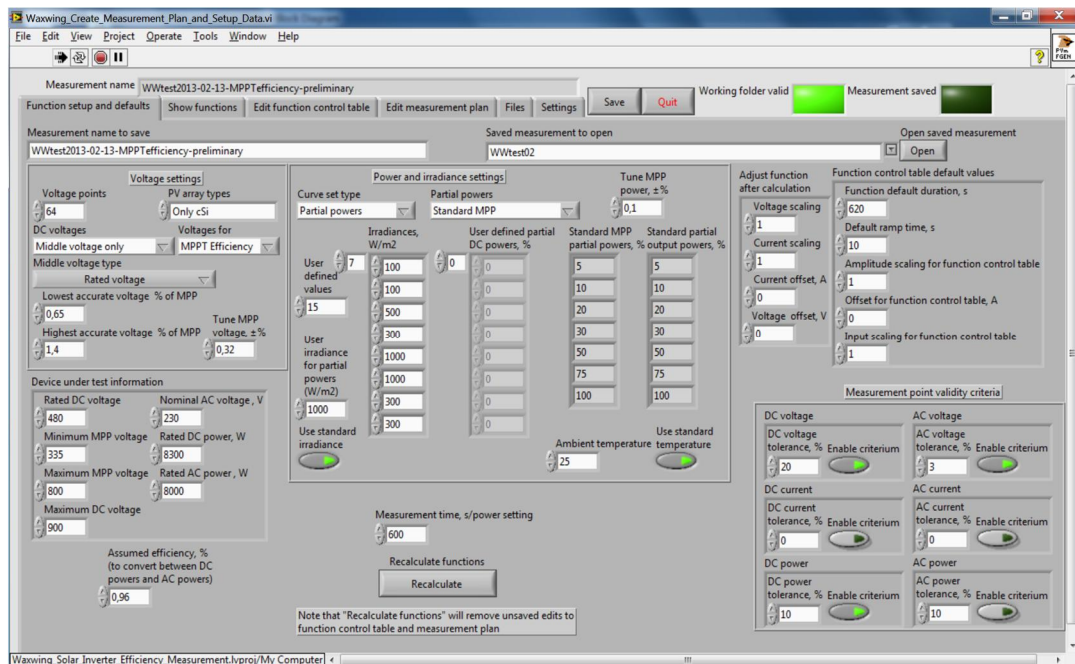 Waxwing_Create_Measurement_Plan_and_Setup_Data.vi
File Edit View Project Operate Tools Window Help
PVm
FGEN
Measurement name WWtest2013-02-13-MPPTefficiency-preliminary
Function setup and defaults Show functions Edit function control table Edit measurement plan Files Settings Save Quit Working folder valid Measurement saved
Measurement name to save
WWtest2013-02-13-MPPTefficiency-preliminary
Saved measurement to open
WWtest02
Open saved measurement
Open
Voltage settings
Voltage points
64
PV array types
Only cSi
DC voltages
Middle voltage only
Voltages for
MPPT Efficiency
Middle voltage type
Rated voltage
Lowest accurate voltage % of MPP
0,65
Highest accurate voltage % of MPP
1,4
Tune MPP
voltage, ±%
0,32
Power and irradiance settings
Curve set type
Partial powers
Partial powers
Standard MPP
Tune MPP
power, ±%
0,1
User
defined
values
15
User
irradiance
for partial
powers
(W/m2)
1000
Use standard
irradiance
Irradiances,
W/m2
7
100
100
500
300
1000
1000
300
300
User defined partial
DC powers, %
0
0
0
0
0
0
0
0
0
Standard MPP
partial powers, %
5
10
20
30
50
75
100
Standard partial
output powers, %
5
10
20
30
50
75
100
Ambient temperature
25
Use standard
temperature
Adjust function
after calculation
Voltage scaling
1
Current scaling
1
Current offset, A
0
Voltage offset, V
0
Function control table default values
Function default duration, s
620
Default ramp time, s
10
Amplitude scaling for function control table
1
Offset for function control table, A
0
Input scaling for function control table
1
Device under test information
Rated DC voltage
480
Nominal AC voltage , V
230
Minimum MPP voltage
335
Rated DC power, W
8300
Maximum MPP voltage
800
Rated AC power , W
8000
Maximum DC voltage
900
Assumed efficiency, %
(to convert between DC
powers and AC powers)
0,96
Measurement time, s/power setting
600
Recalculate functions
Recalculate
Note that "Recalculate functions" will remove unsaved edits to
function control table and measurement plan
Measurement point validity criteria
DC voltage
DC voltage
tolerance, % Enable criterium
20
AC voltage
AC voltage
tolerance, % Enable criterium
3
DC current
DC current
tolerance, % Enable criterium
0
AC current
AC current
tolerance, % Enable criterium
0
DC power
DC power
tolerance, % Enable criterium
10
AC power
AC power
tolerance, % Enable criterium
10
Waxwing_Solar_Inverter_Efficiency_Measurement.lvproj/My Computer